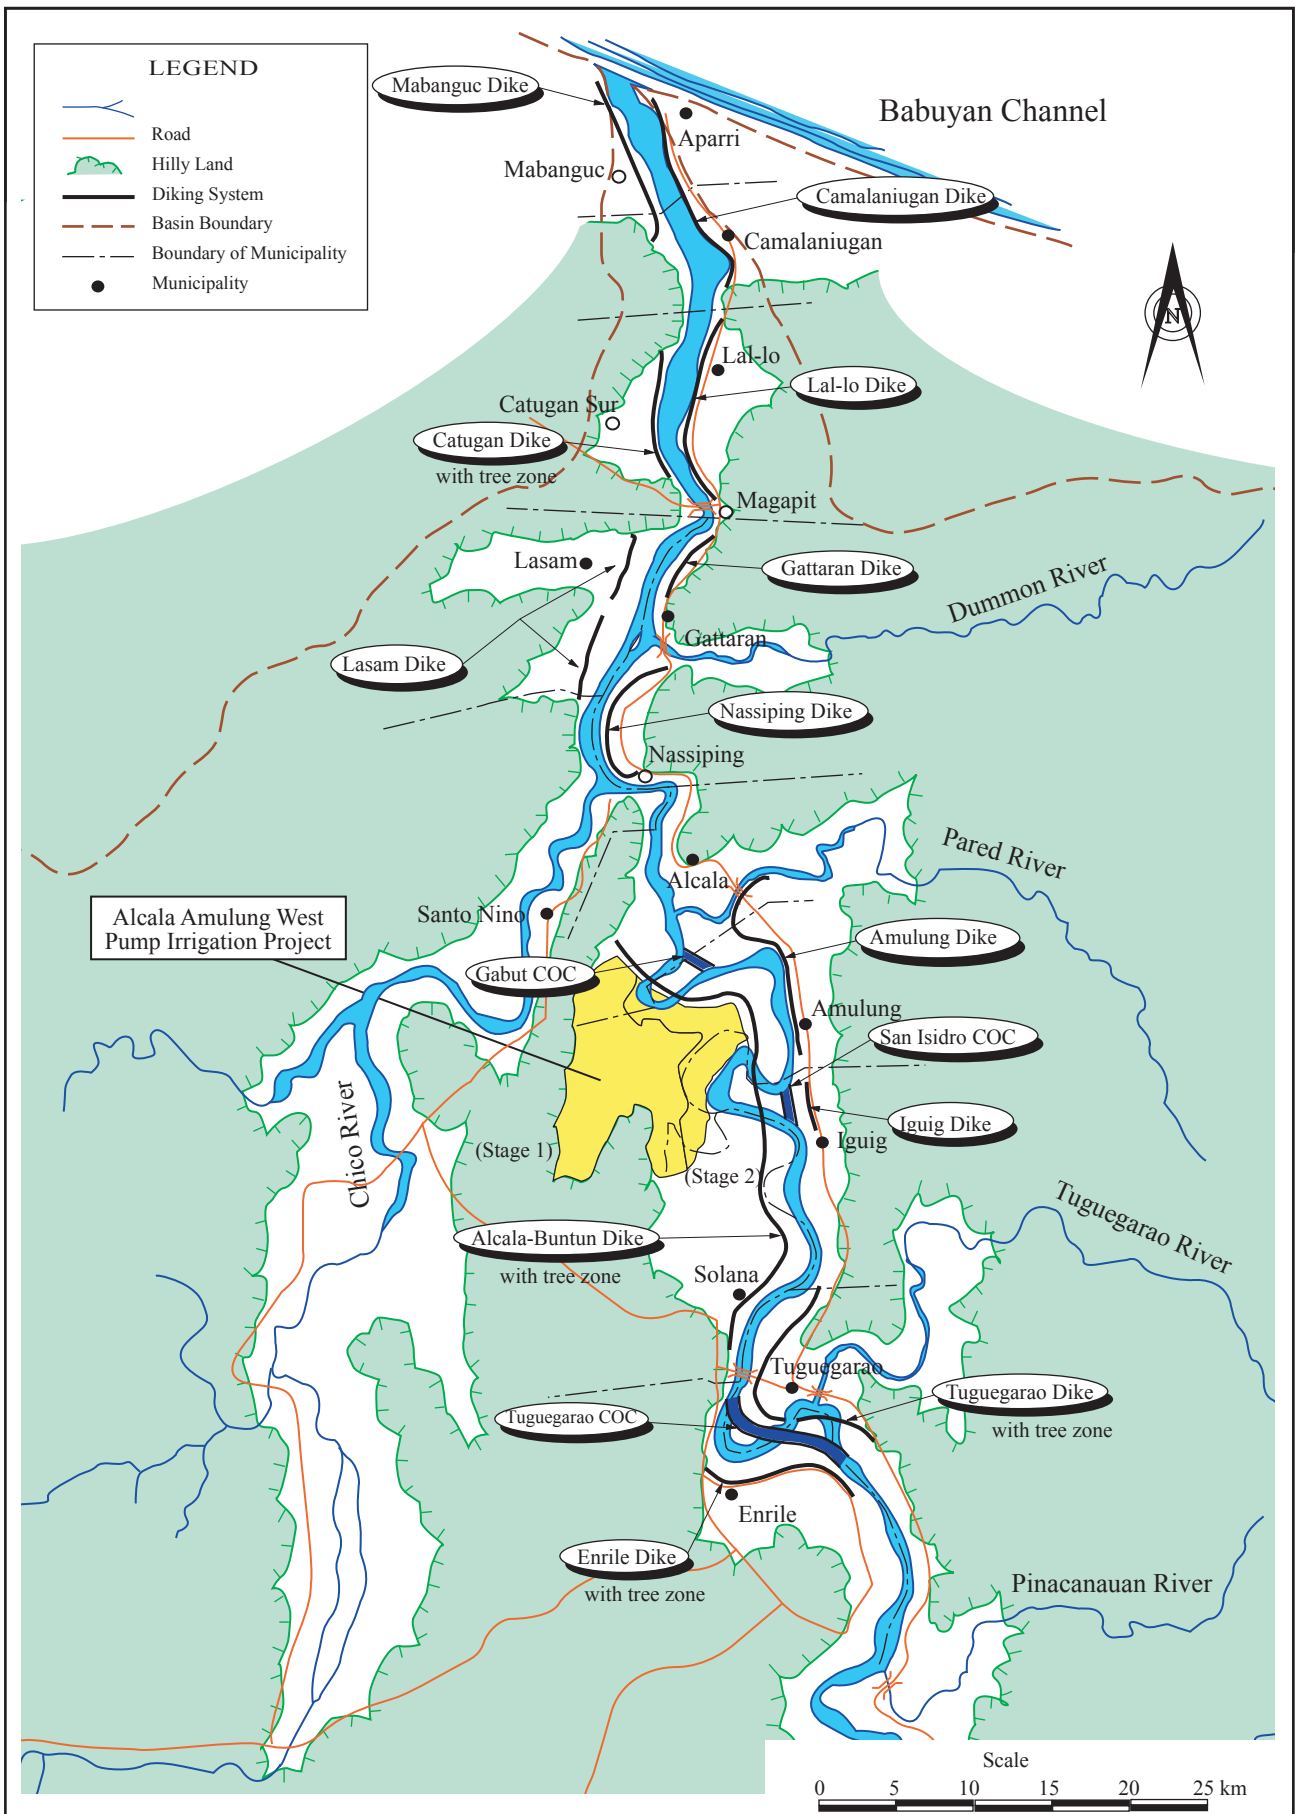 LEGEND
Road
Hilly Land
Diking System
Basin Boundary
Boundary of Municipality
Municipality
Mabanguc Dike
Babuyan Channel
Aparri
Mabanguc
Camalaniugan Dike
Camalaniugan
N
Lal-lo
Lal-lo Dike
Catugan Sur
Catugan Dike
with tree zone
Magapit
Lasam
Gattaran Dike
Dummon River
Gattaran
Lasam Dike
Nassiping Dike
Nassiping
Pared River
Alcala
Alcala Amulung West
Pump Irrigation Project
Santo Nino
Amulung Dike
Gabut COC
Amulung
San Isidro COC
Chico River
Iguig Dike
Iguig
(Stage 1)
(Stage 2)
Tuguegarao River
Alcala-Buntun Dike
with tree zone
Solana
Tuguegarao
Tuguegarao Dike
with tree zone
Tuguegarao COC
Enrile
Enrile Dike
with tree zone
Pinacanauan River
Scale
0 5 10 15 20 25 km